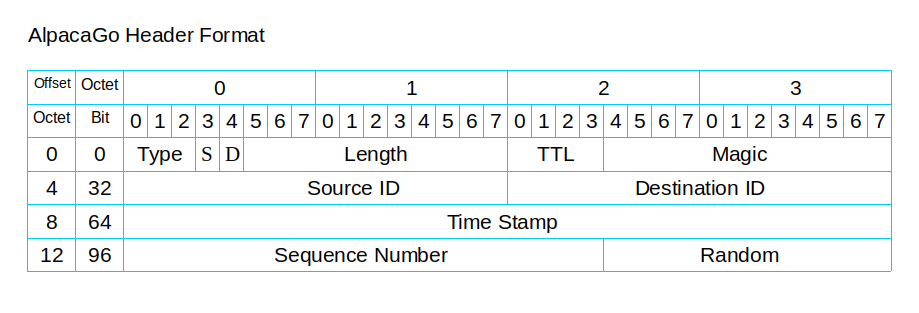 AlpacaGo Header Format
Offset Octet 0 1 2 3
Octet Bit 0 1 2 3 4 5 6 7 0 1 2 3 4 5 6 7 0 1 2 3 4 5 6 7 0 1 2 3 4 5 6 7
0 0 Type S D Length TTL Magic
4 32 Source ID Destination ID
8 64 Time Stamp
12 96 Sequence Number Random